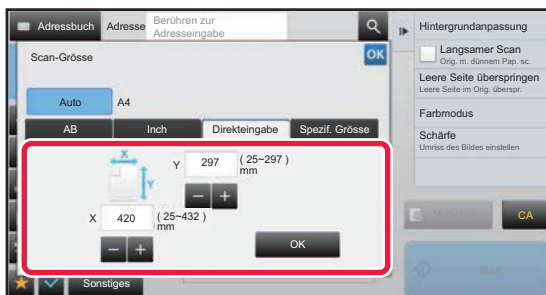 Adressbuch
Adresse
Berühren zur
Adresseingabe
Scan-Grösse
OK
Auto
A4
AB
Inch
Direkteingabe
Spezif. Grösse
X
Y
Y
297
( 25~297 )
mm
X
420
( 25~432 )
mm
OK
Sonstiges
Hintergrundanpassung
Langsamer Scan
Orig. m. dünnem Pap. sc.
Leere Seite überspringen
Leere Seite im Orig. überspr.
Farbmodus
Schärfe
Umriss des Bildes einstellen
CA
Start